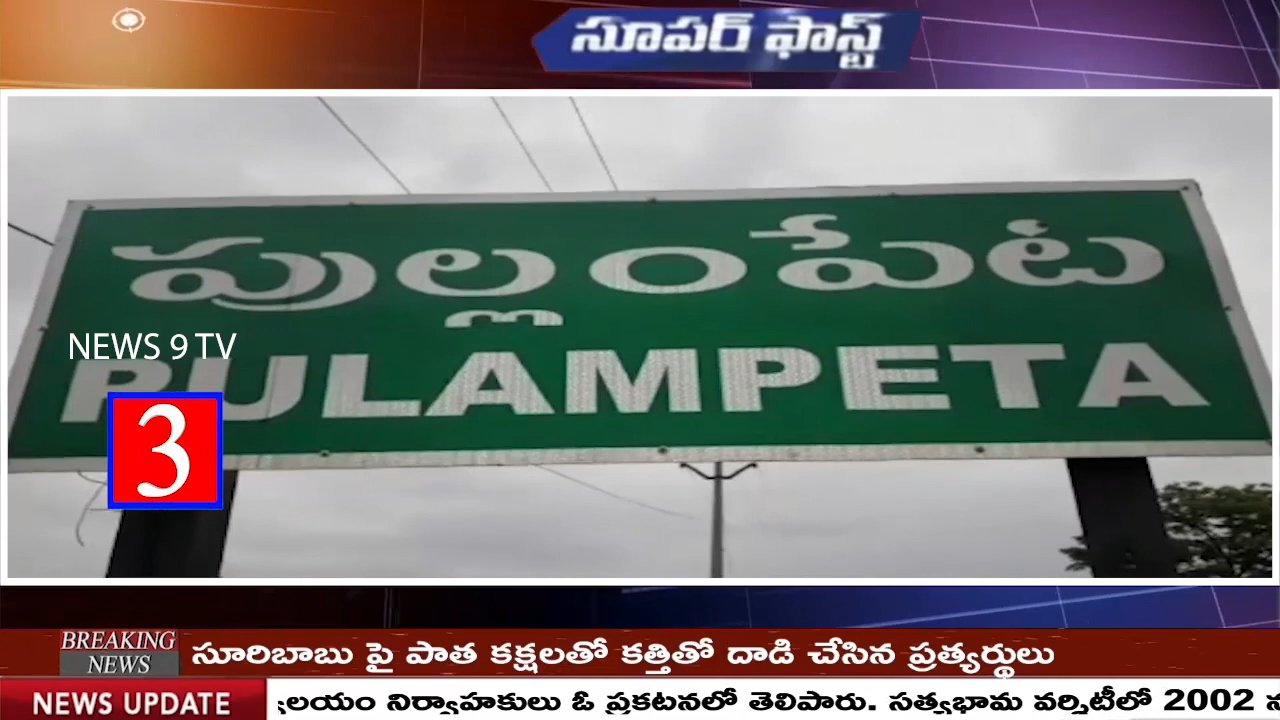 సూపర్ ఫాస్ట్
పుల్లంపేట
NEWS 9 TV
PULAMPETA
3
BREAKING NEWS
సూరిబాబు పై పాత కక్షలతో కత్తితో దాడి చేసిన ప్రత్యర్థులు
NEWS UPDATE
నిర్వాహకులు ఓ ప్రకటనలో తెలిపారు. సత్యభామ వర్సిటీలో 2002